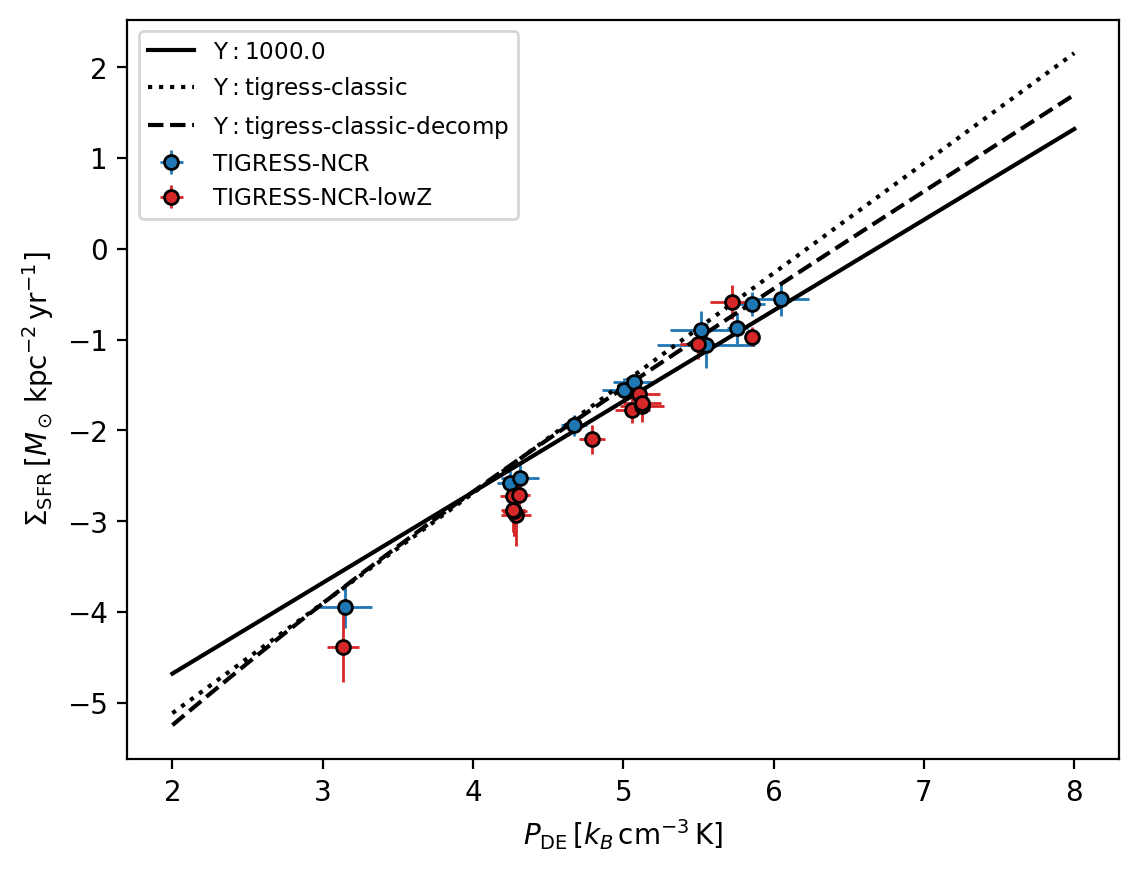 Y : 1000.0
Y : tigress-classic
Y : tigress-classic-decomp
TIGRESS-NCR
TIGRESS-NCR-lowZ
2
1
0
−1
−2
−3
−4
−5
Σ_SFR [M_⊙ kpc^−2 yr^−1]
2 3 4 5 6 7 8
P_DE [k_B cm^−3 K]